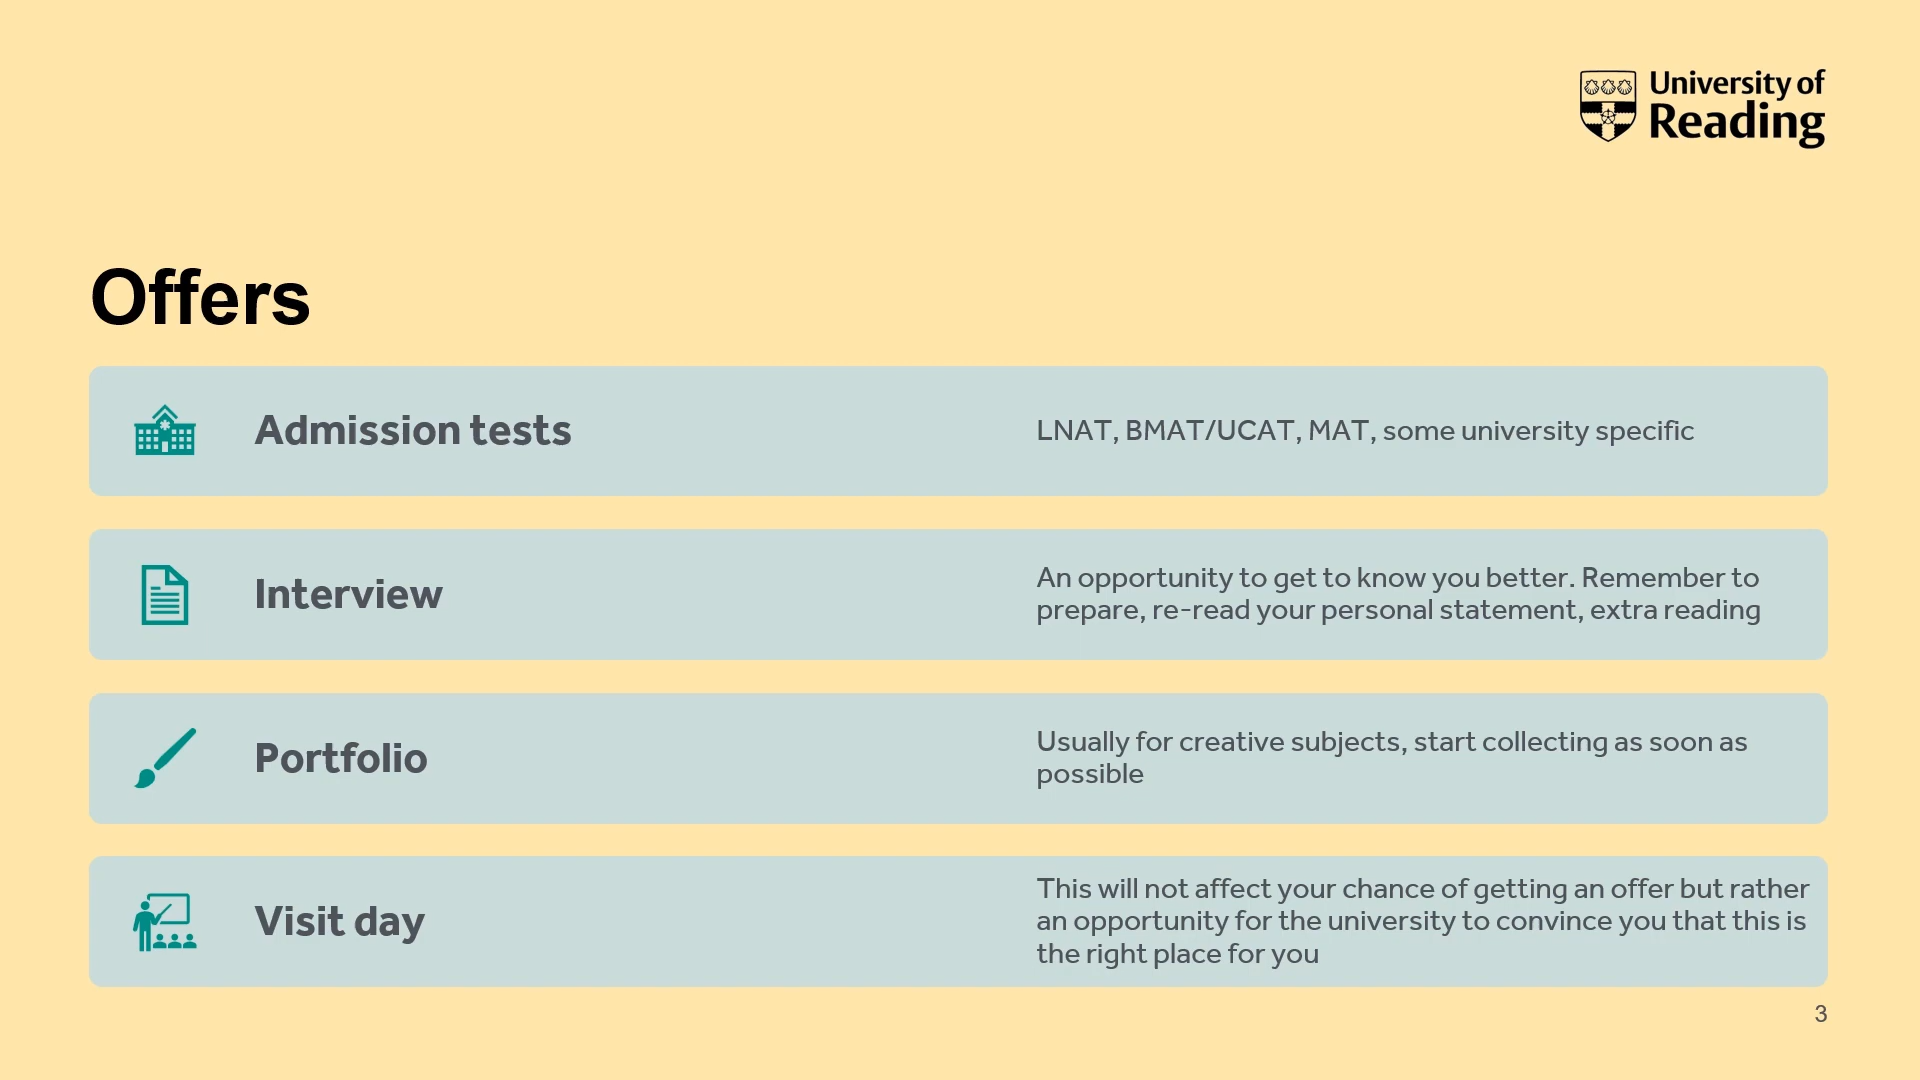 University of
Reading
Offers
Admission tests
LNAT, BMAT/UCAT, MAT, some university specific
Interview
An opportunity to get to know you better. Remember to
prepare, re-read your personal statement, extra reading
Portfolio
Usually for creative subjects, start collecting as soon as
possible
Visit day
This will not affect your chance of getting an offer but rather
an opportunity for the university to convince you that this is
the right place for you
3